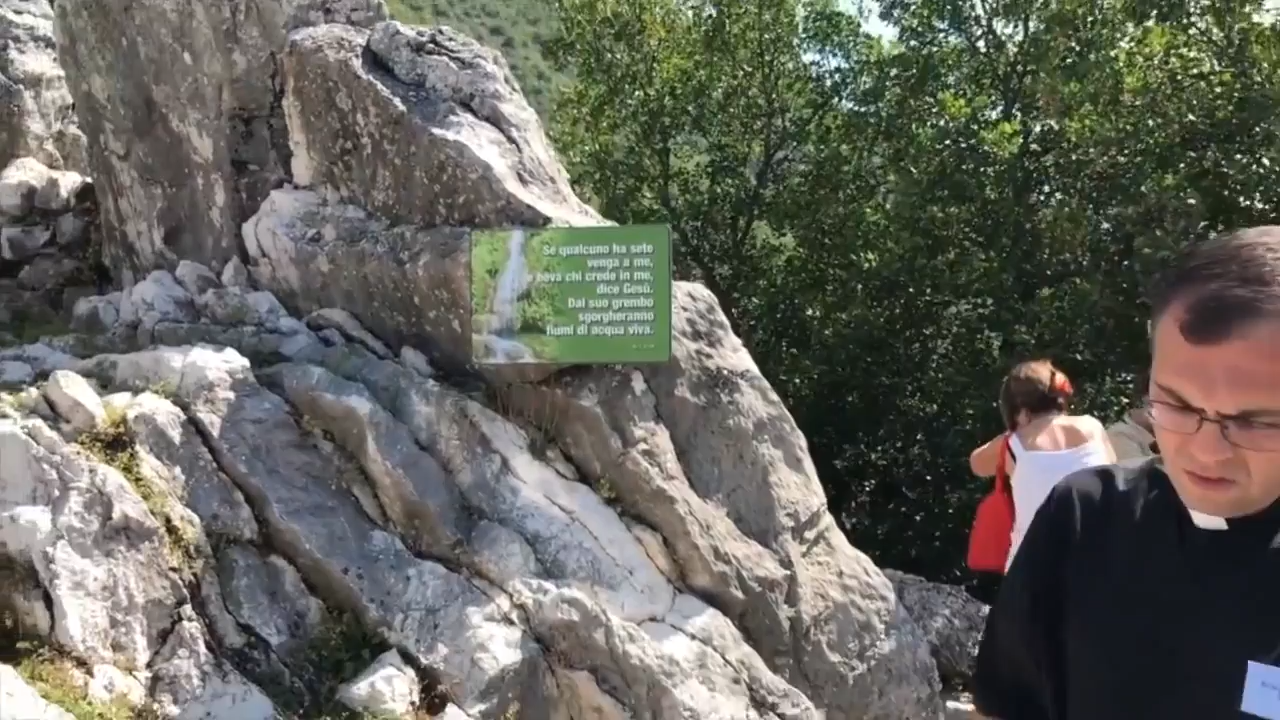 Se qualcuno ha sete
venga a me,
e beva chi crede in me,
dice Gesù.
Dal suo grembo
sgorgheranno
fiumi di acqua viva.